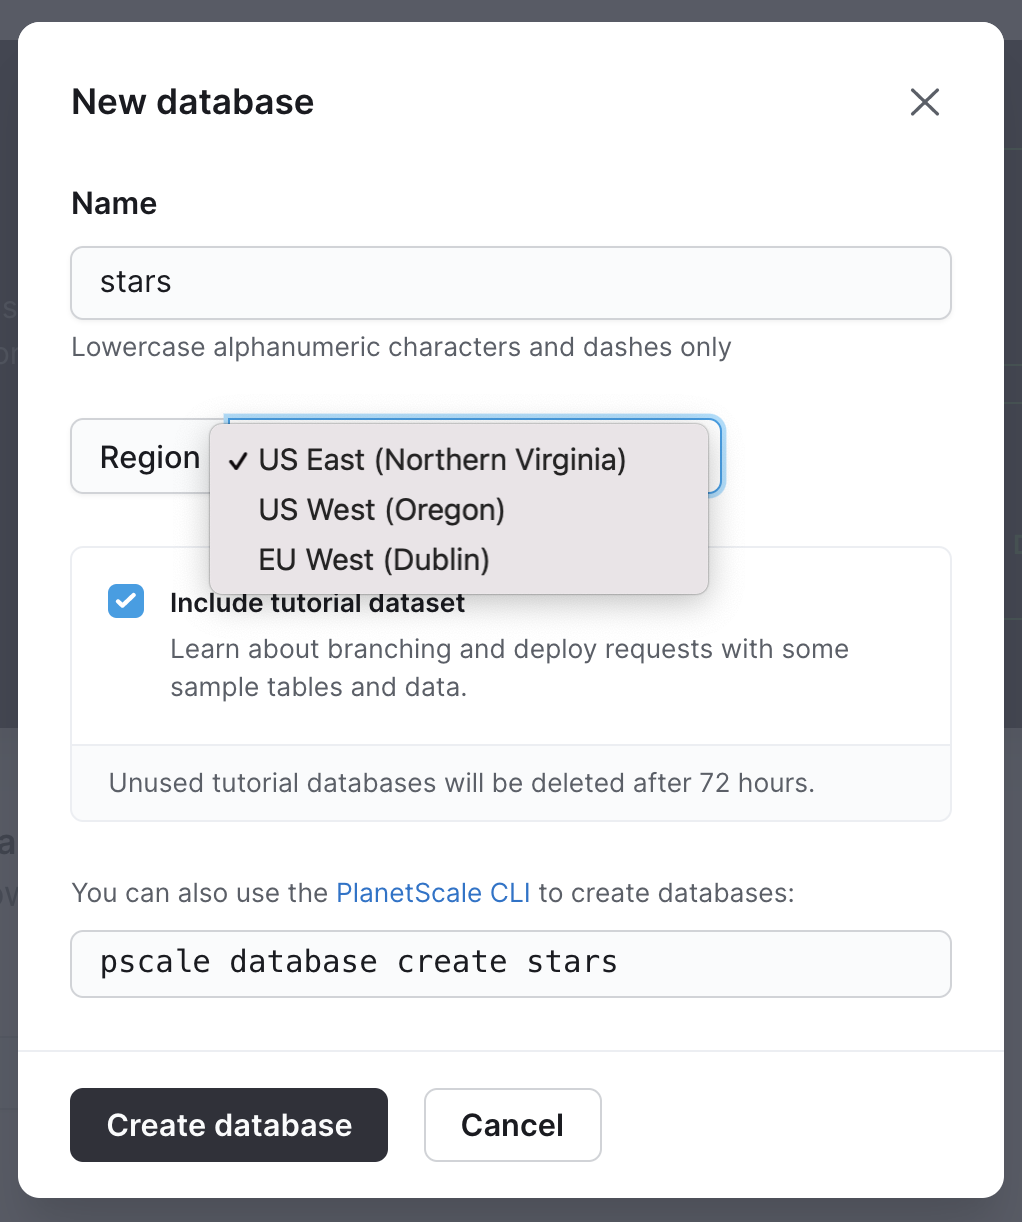 New database
Name
stars
Lowercase alphanumeric characters and dashes only
Region
US East (Northern Virginia)
US West (Oregon)
EU West (Dublin)
Include tutorial dataset
Learn about branching and deploy requests with some
sample tables and data.
Unused tutorial databases will be deleted after 72 hours.
You can also use the PlanetScale CLI to create databases:
pscale database create stars
Create database
Cancel